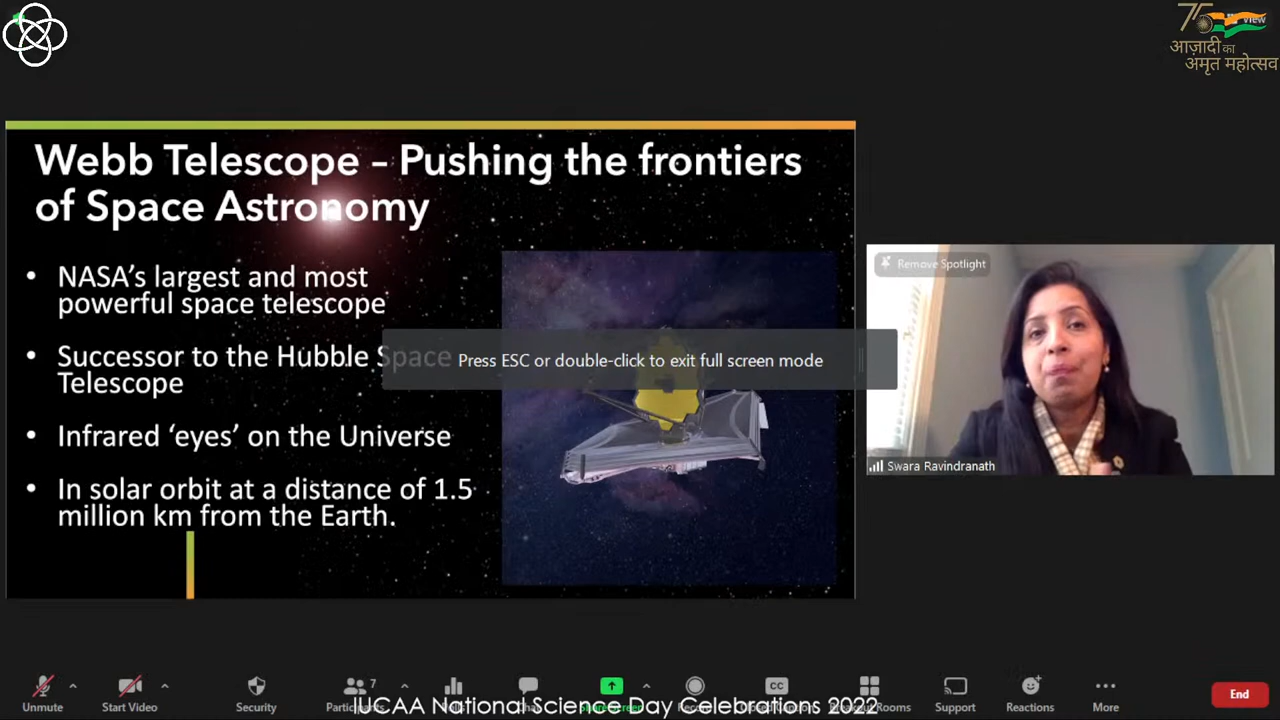 75
View
आज़ादी का
अमृत महोत्सव
Webb Telescope – Pushing the frontiers
of Space Astronomy
• NASA's largest and most
powerful space telescope
• Successor to the Hubble Space
Telescope
• Infrared 'eyes' on the Universe
• In solar orbit at a distance of 1.5
million km from the Earth.
Press ESC or double-click to exit full screen mode
Remove Spotlight
Swara Ravindranath
7
CC
Unmute
Start Video
Security
Support
Reactions
More
End
IUCAA National Science Day Celebrations 2022